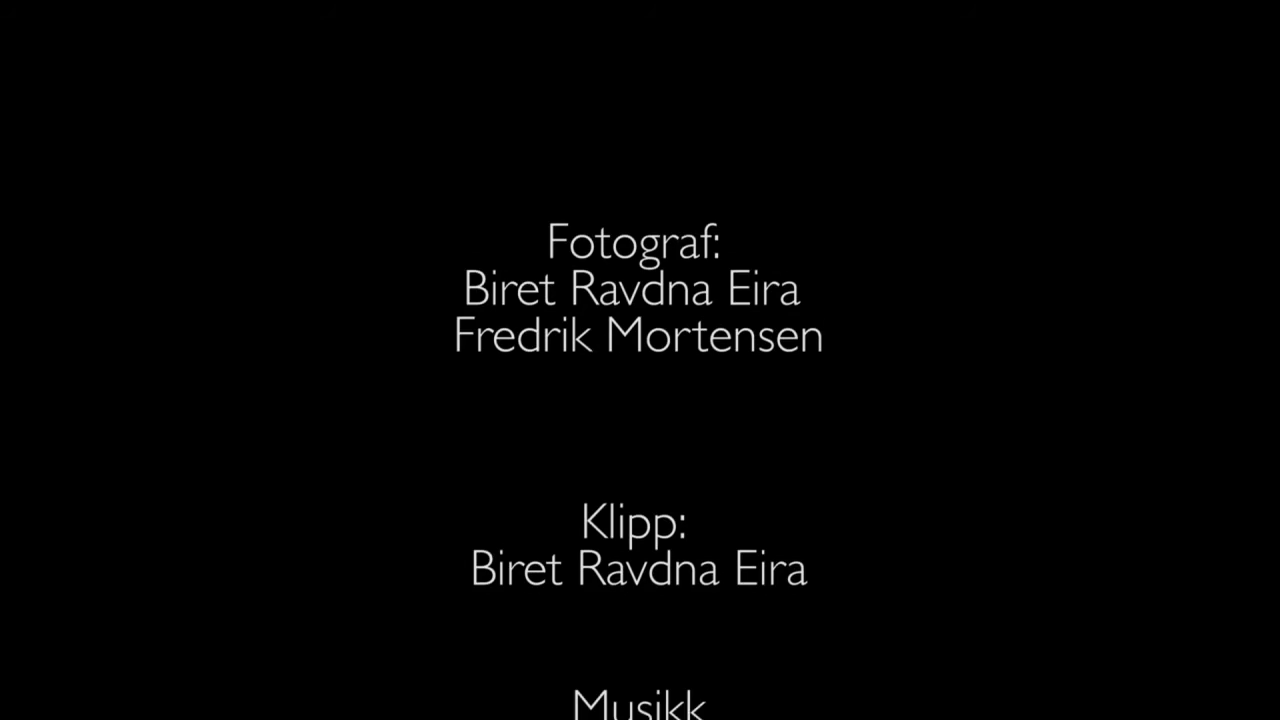 Fotograf:
Biret Ravdna Eira
Fredrik Mortensen
Klipp:
Biret Ravdna Eira
Musikk